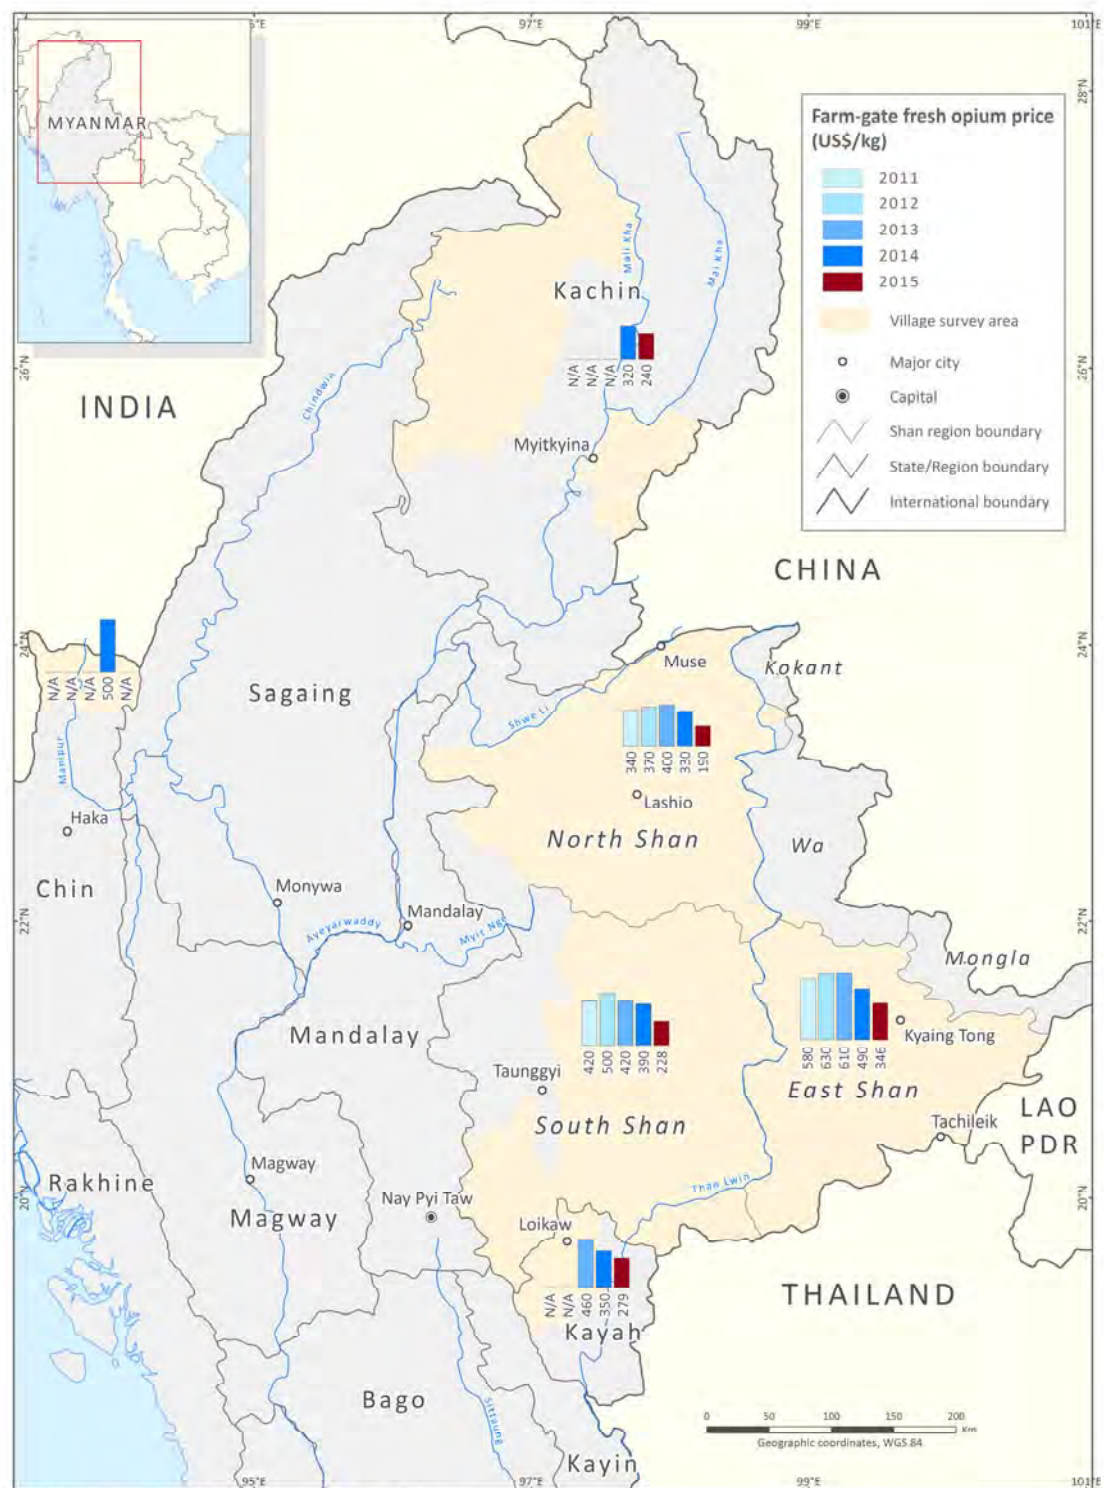 95°E
97°E
99°E
101°E
MYANMAR
28°N
28°N
Farm-gate fresh opium price
(US$/kg)
2011
2012
2013
2014
2015
Village survey area
Major city
Capital
Shan region boundary
State/Region boundary
International boundary
Mali Kha
Mai Kha
Kachin
N/A
N/A
N/A
320
240
26°N
26°N
INDIA
Chindwin
Myitkyina
CHINA
24°N
24°N
N/A
N/A
N/A
500
N/A
Muse
Kokant
Sagaing
Shwe Li
340
370
400
330
190
Manipur
Lashio
Haka
North Shan
Wa
Chin
Monywa
Mandalay
Ayeyarwaddy
Myit Nge
22°N
22°N
Mongla
Mandalay
420
500
420
390
228
580
630
610
490
346
Kyaing Tong
Taunggyi
East Shan
South Shan
LAO
PDR
Tachileik
Rakhine
Magway
Than Lwin
20°N
20°N
Nay Pyi Taw
Magway
Loikaw
N/A
N/A
460
350
279
THAILAND
Kayah
Bago
Sittaung
0 50 100 150 200
Km
Geographic coordinates, WGS 84
Kayin
95°E
97°E
99°E
101°E